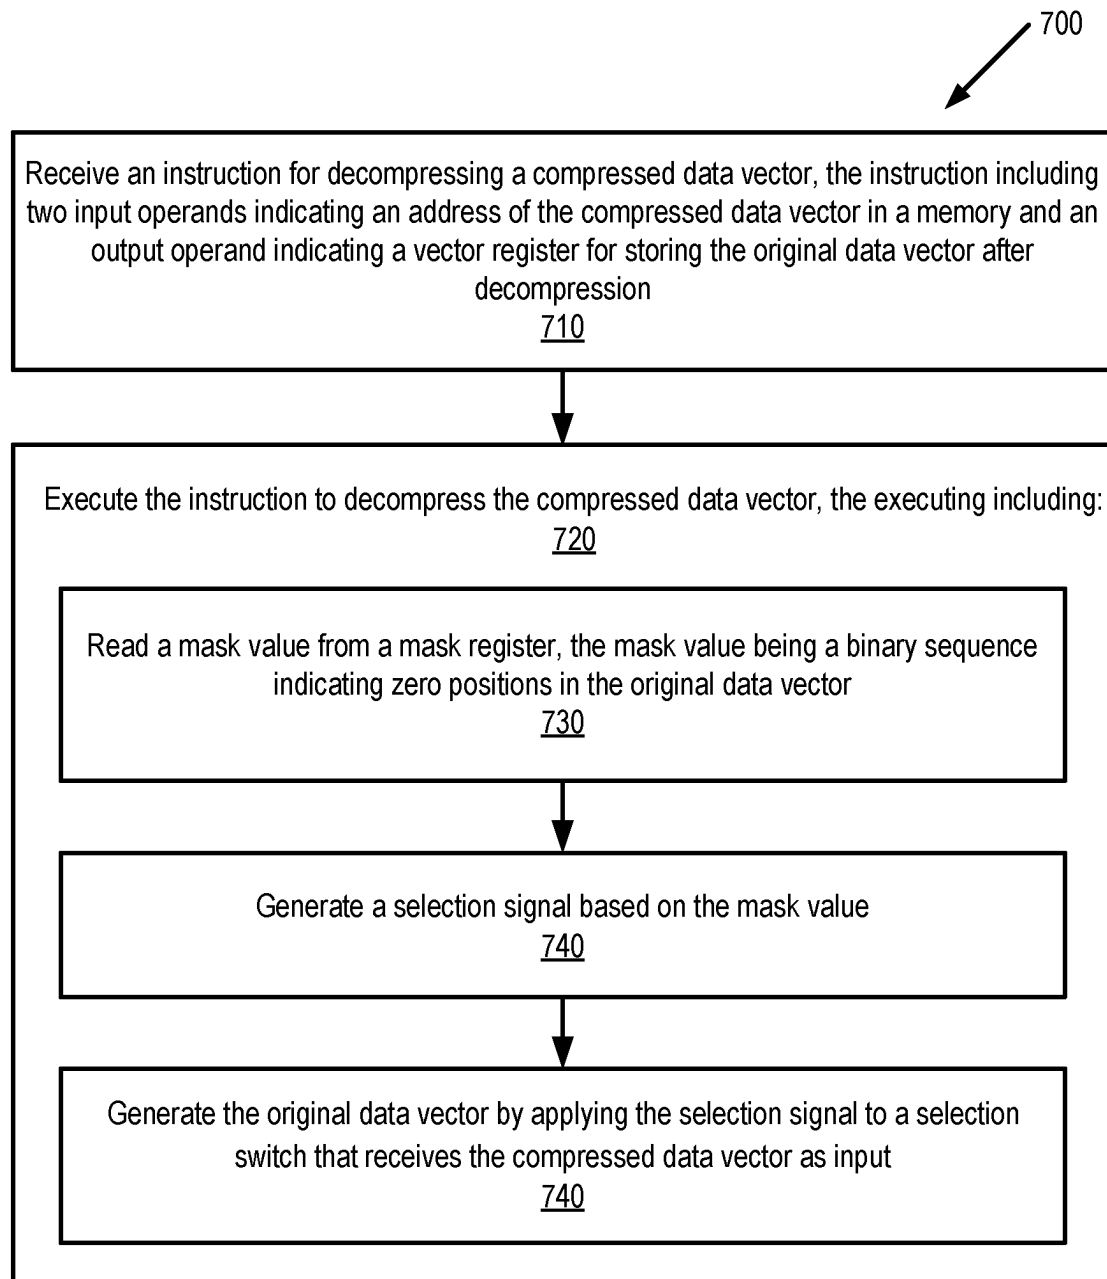 700
Receive an instruction for decompressing a compressed data vector, the instruction including
two input operands indicating an address of the compressed data vector in a memory and an
output operand indicating a vector register for storing the original data vector after
decompression
710
Execute the instruction to decompress the compressed data vector, the executing including:
720
Read a mask value from a mask register, the mask value being a binary sequence
indicating zero positions in the original data vector
730
Generate a selection signal based on the mask value
740
Generate the original data vector by applying the selection signal to a selection
switch that receives the compressed data vector as input
740